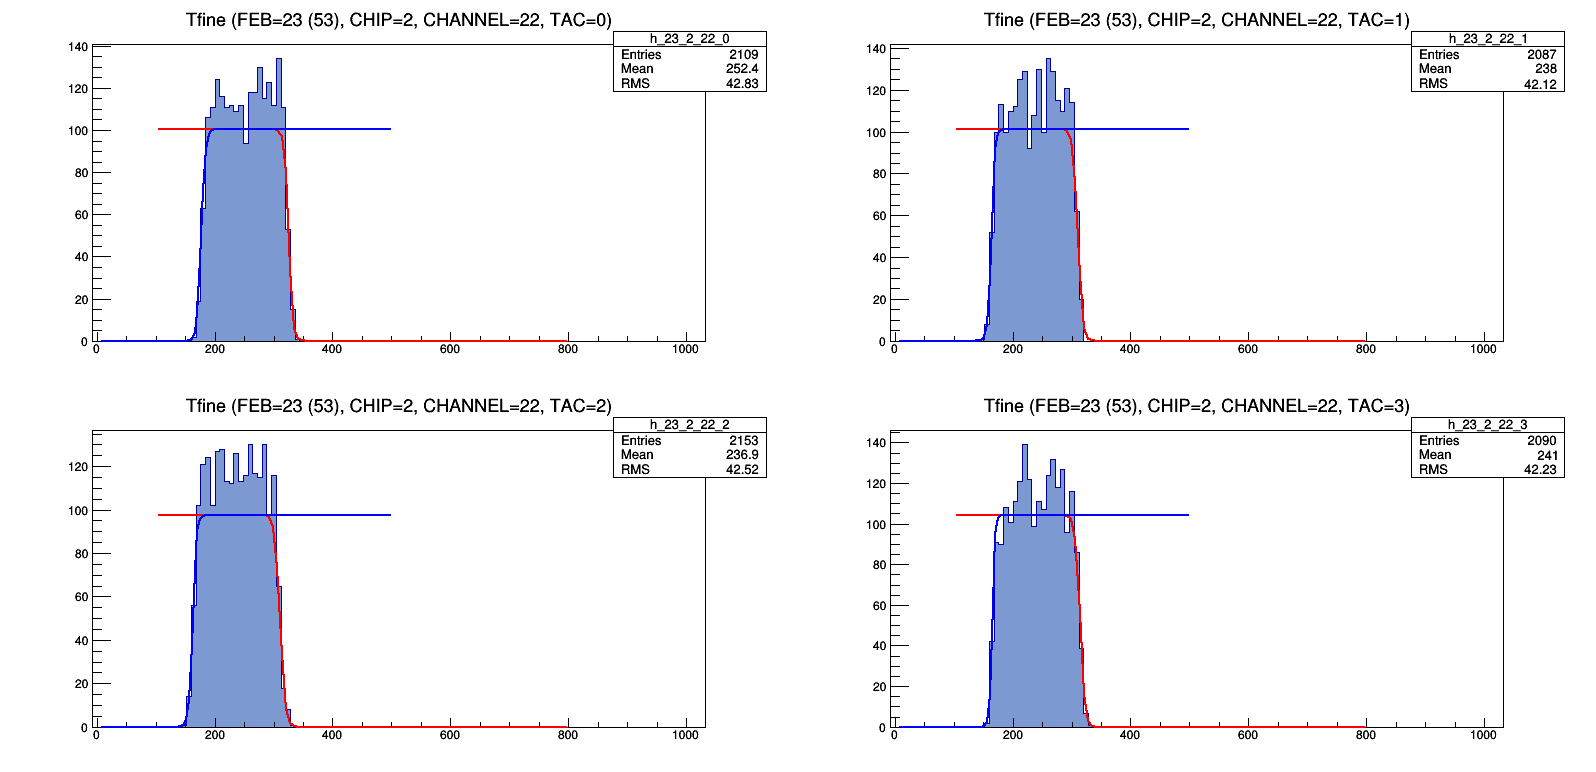 Tfine (FEB=23 (53), CHIP=2, CHANNEL=22, TAC=0)
h_23_2_22_0
Entries 2109
Mean 252.4
RMS 42.83
140
120
100
80
60
40
20
0
0 200 400 600 800 1000
Tfine (FEB=23 (53), CHIP=2, CHANNEL=22, TAC=1)
h_23_2_22_1
Entries 2087
Mean 238
RMS 42.12
140
120
100
80
60
40
20
0
0 200 400 600 800 1000
Tfine (FEB=23 (53), CHIP=2, CHANNEL=22, TAC=2)
h_23_2_22_2
Entries 2153
Mean 236.9
RMS 42.52
120
100
80
60
40
20
0
0 200 400 600 800 1000
Tfine (FEB=23 (53), CHIP=2, CHANNEL=22, TAC=3)
h_23_2_22_3
Entries 2090
Mean 241
RMS 42.23
140
120
100
80
60
40
20
0
0 200 400 600 800 1000